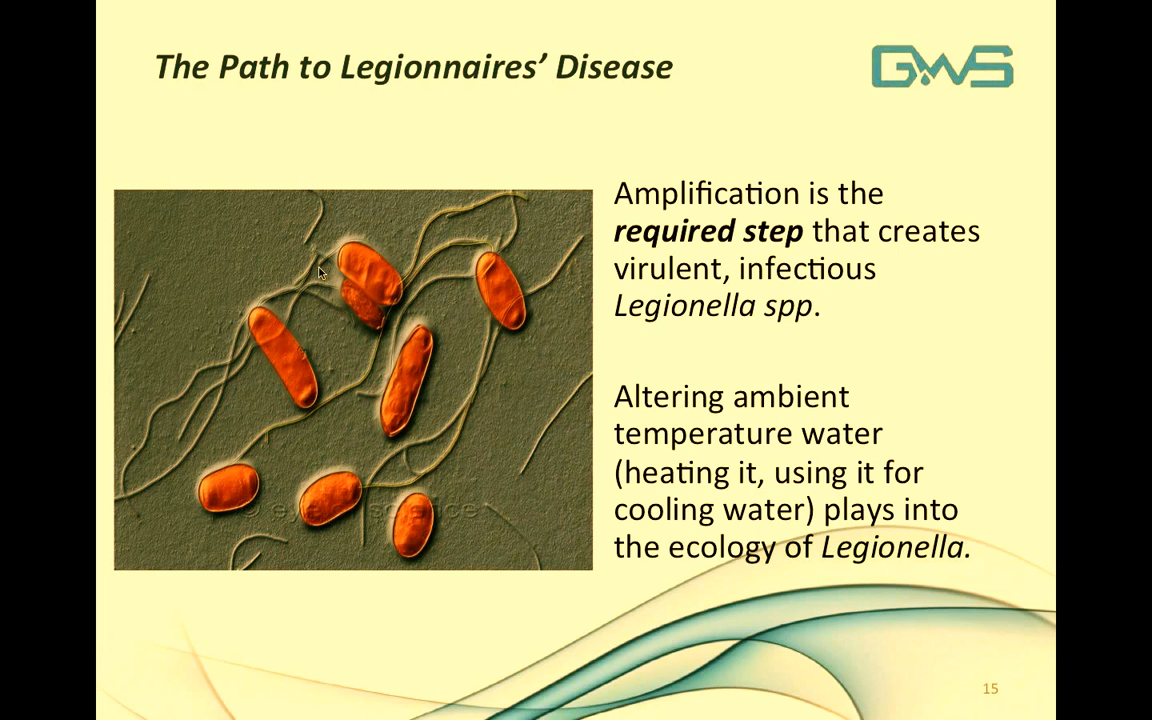 The Path to Legionnaires’ Disease
GWS
Amplification is the
required step that creates
virulent, infectious
Legionella spp.
Altering ambient
temperature water
(heating it, using it for
cooling water) plays into
the ecology of Legionella.
15